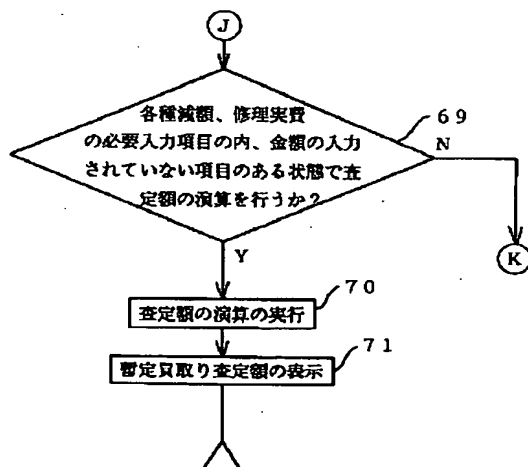 J
各種減額、修理実費
の必要入力項目の内、金額の入力
されていない項目のある状態で査
定額の演算を行うか？
69
N
K
Y
70
査定額の演算の実行
71
暫定買取り査定額の表示